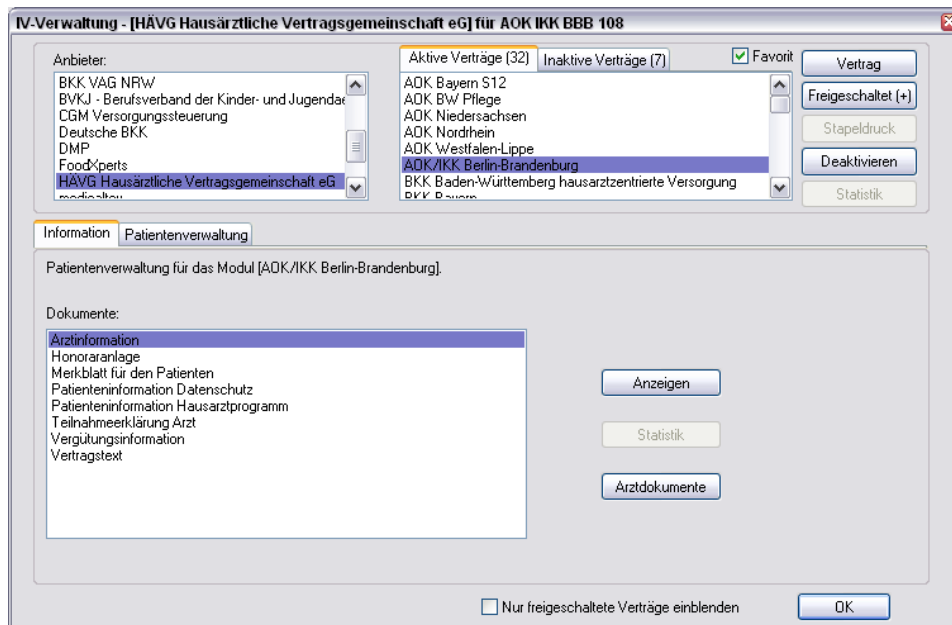 IV-Verwaltung - [HÄVG Hausärztliche Vertragsgemeinschaft eG] für AOK IKK BBB 108
Anbieter:
BKK VAG NRW
BVKJ - Berufsverband der Kinder- und Jugendae
CGM Versorgungssteuerung
Deutsche BKK
DMP
FoodXperts
HÄVG Hausärztliche Vertragsgemeinschaft eG
Aktive Verträge (32)
Inaktive Verträge (7)
Favorit
AOK Bayern S12
AOK BW Pflege
AOK Niedersachsen
AOK Nordrhein
AOK Westfalen-Lippe
AOK/IKK Berlin-Brandenburg
BKK Baden-Württemberg hausarztzentrierte Versorgung
BKK Bayern
Vertrag
Freigeschaltet (+)
Stapeldruck
Deaktivieren
Statistik
Information
Patientenverwaltung
Patientenverwaltung für das Modul [AOK/IKK Berlin-Brandenburg].
Dokumente:
Arztinformation
Honoraranlage
Merkblatt für den Patienten
Patienteninformation Datenschutz
Patienteninformation Hausarztprogramm
Teilnahmeerklärung Arzt
Vergütungsinformation
Vertragstext
Anzeigen
Statistik
Arztdokumente
Nur freigeschaltete Verträge einblenden
OK